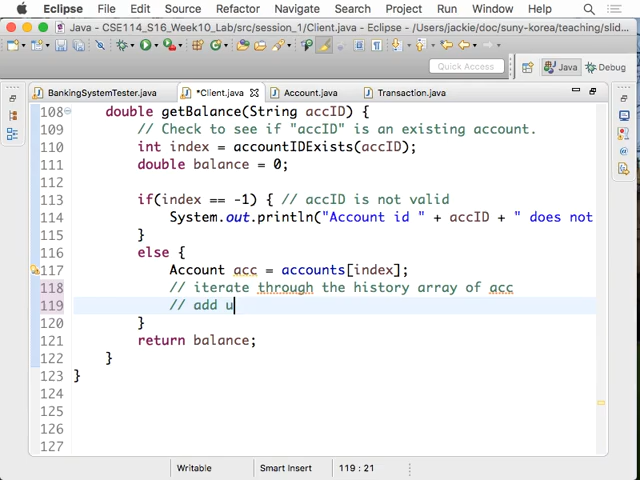 Eclipse File Edit Source Refactor Navigate Search Project Run Window Help
Java - CSE114_S16_Week10_Lab/src/session_1/Client.java - Eclipse - /Users/jackie/doc/suny-korea/teaching/slid
Quick Access
Java
Debug
BankingSystemTester.java
*Client.java
Account.java
Transaction.java
108 double getBalance(String accID) {
109 // Check to see if "accID" is an existing account.
110 int index = accountIDExists(accID);
111 double balance = 0;
112
113 if(index == -1) { // accID is not valid
114 System.out.println("Account id " + accID + " does not
115 }
116 else {
117 Account acc = accounts[index];
118 // iterate through the history array of acc
119 // add u
120 }
121 return balance;
122 }
123 }
124
125
126
127
Writable
Smart Insert
119 : 21